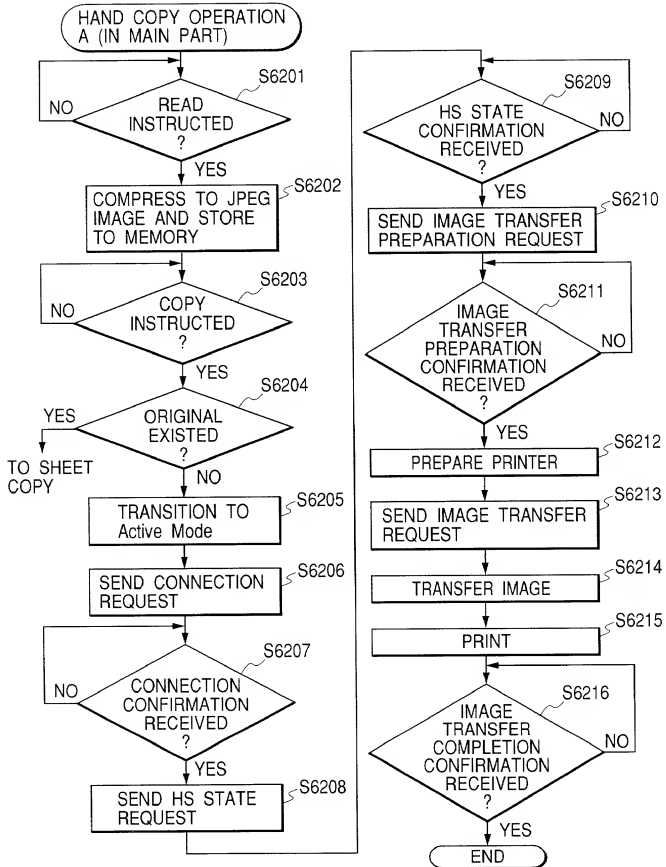 HAND COPY OPERATION
A (IN MAIN PART)
S6201
READ
INSTRUCTED
?
NO
YES
S6202
COMPRESS TO JPEG
IMAGE AND STORE
TO MEMORY
S6203
COPY
INSTRUCTED
?
NO
YES
S6204
ORIGINAL
EXISTED
?
YES
TO SHEET
COPY
NO
S6205
TRANSITION TO
Active Mode
S6206
SEND CONNECTION
REQUEST
S6207
CONNECTION
CONFIRMATION
RECEIVED
?
NO
YES
S6208
SEND HS STATE
REQUEST
S6209
HS STATE
CONFIRMATION
RECEIVED
?
NO
YES
S6210
SEND IMAGE TRANSFER
PREPARATION REQUEST
S6211
IMAGE
TRANSFER
PREPARATION
CONFIRMATION
RECEIVED
?
NO
YES
S6212
PREPARE PRINTER
S6213
SEND IMAGE TRANSFER
REQUEST
S6214
TRANSFER IMAGE
S6215
PRINT
S6216
IMAGE
TRANSFER
COMPLETION
CONFIRMATION
RECEIVED
?
NO
YES
END